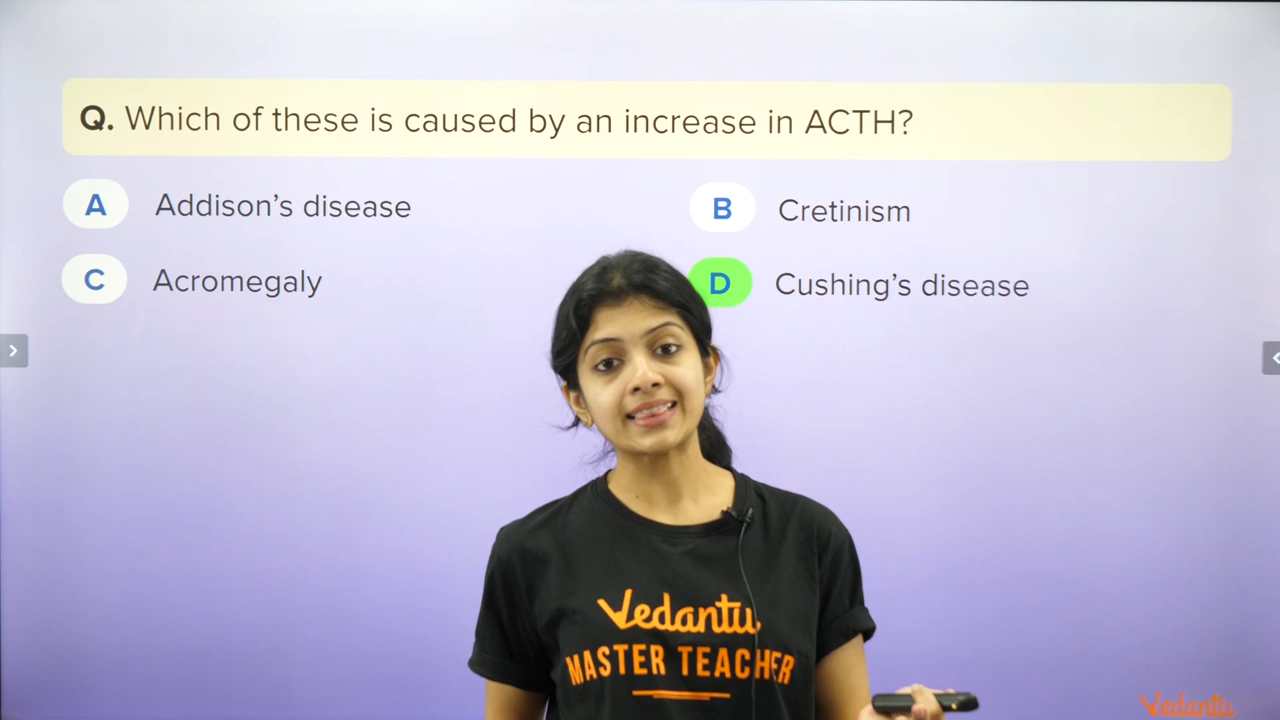 Q. Which of these is caused by an increase in ACTH?
A Addison’s disease
B Cretinism
C Acromegaly
D Cushing’s disease
Vedantu
MASTER TEACHER
Vedantu